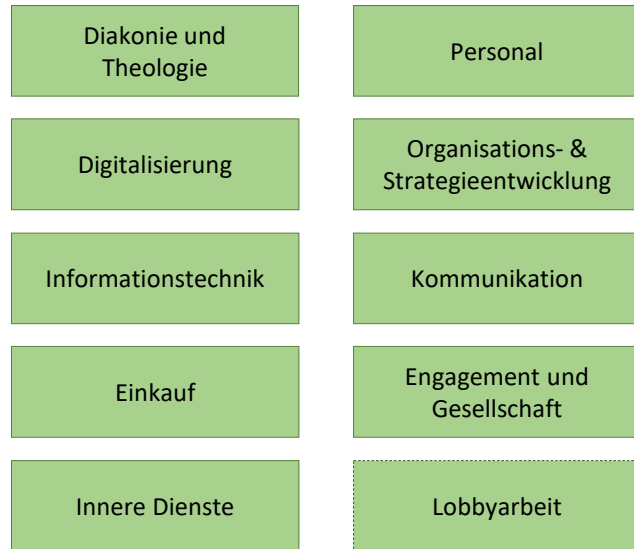 Diakonie und
Theologie
Personal
Digitalisierung
Organisations- &
Strategieentwicklung
Informationstechnik
Kommunikation
Einkauf
Engagement und
Gesellschaft
Innere Dienste
Lobbyarbeit